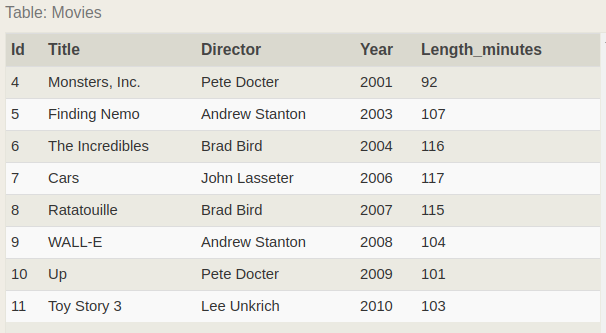 Table: Movies
Id Title Director Year Length_minutes
4 Monsters, Inc. Pete Docter 2001 92
5 Finding Nemo Andrew Stanton 2003 107
6 The Incredibles Brad Bird 2004 116
7 Cars John Lasseter 2006 117
8 Ratatouille Brad Bird 2007 115
9 WALL-E Andrew Stanton 2008 104
10 Up Pete Docter 2009 101
11 Toy Story 3 Lee Unkrich 2010 103